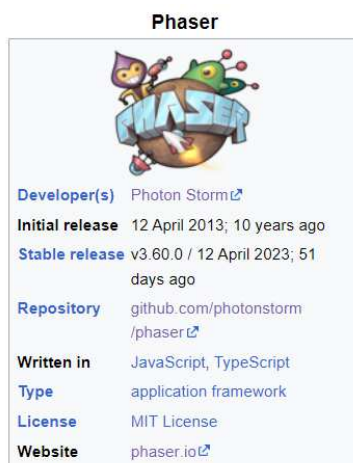 Phaser
PHASER
Developer(s) Photon Storm
Initial release 12 April 2013; 10 years ago
Stable release v3.60.0 / 12 April 2023; 51
days ago
Repository github.com/photonstorm
/phaser
Written in JavaScript, TypeScript
Type application framework
License MIT License
Website phaser.io